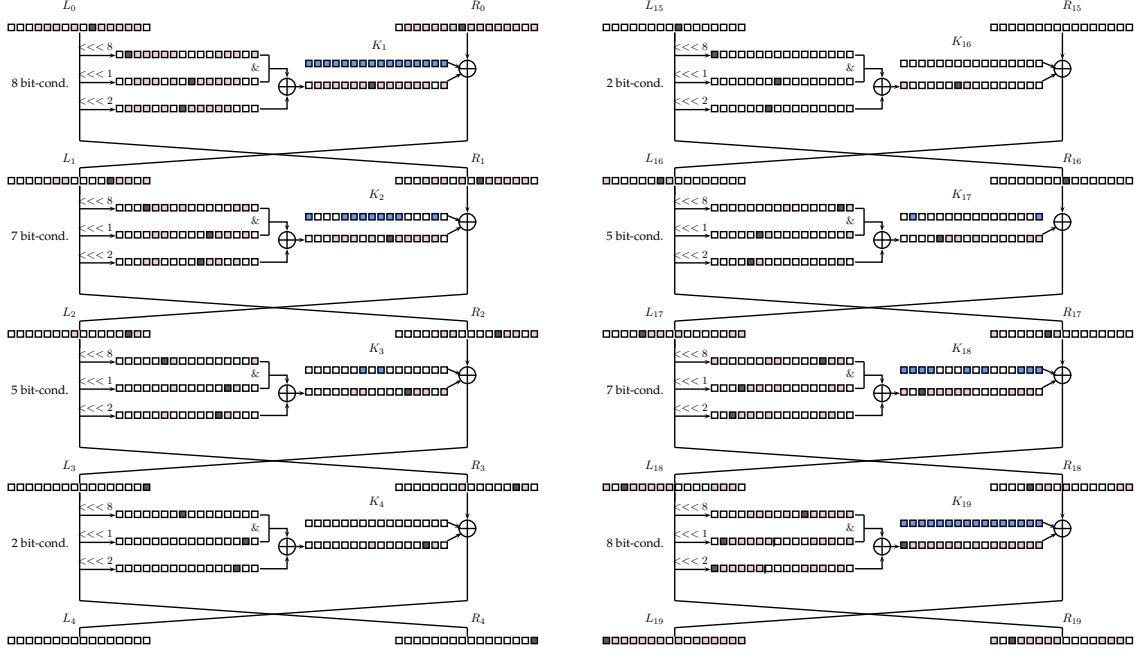 L₀ R₀
<<< 8
K₁
&
<<< 1
8 bit-cond.
<<< 2
L₁ R₁
<<< 8
K₂
&
<<< 1
7 bit-cond.
<<< 2
L₂ R₂
<<< 8
K₃
&
<<< 1
5 bit-cond.
<<< 2
L₃ R₃
<<< 8
K₄
&
<<< 1
2 bit-cond.
<<< 2
L₄ R₄
L₁₅ R₁₅
<<< 8
K₁₆
&
<<< 1
2 bit-cond.
<<< 2
L₁₆ R₁₆
<<< 8
K₁₇
&
<<< 1
5 bit-cond.
<<< 2
L₁₇ R₁₇
<<< 8
K₁₈
&
<<< 1
7 bit-cond.
<<< 2
L₁₈ R₁₈
<<< 8
K₁₉
&
<<< 1
8 bit-cond.
<<< 2
L₁₉ R₁₉